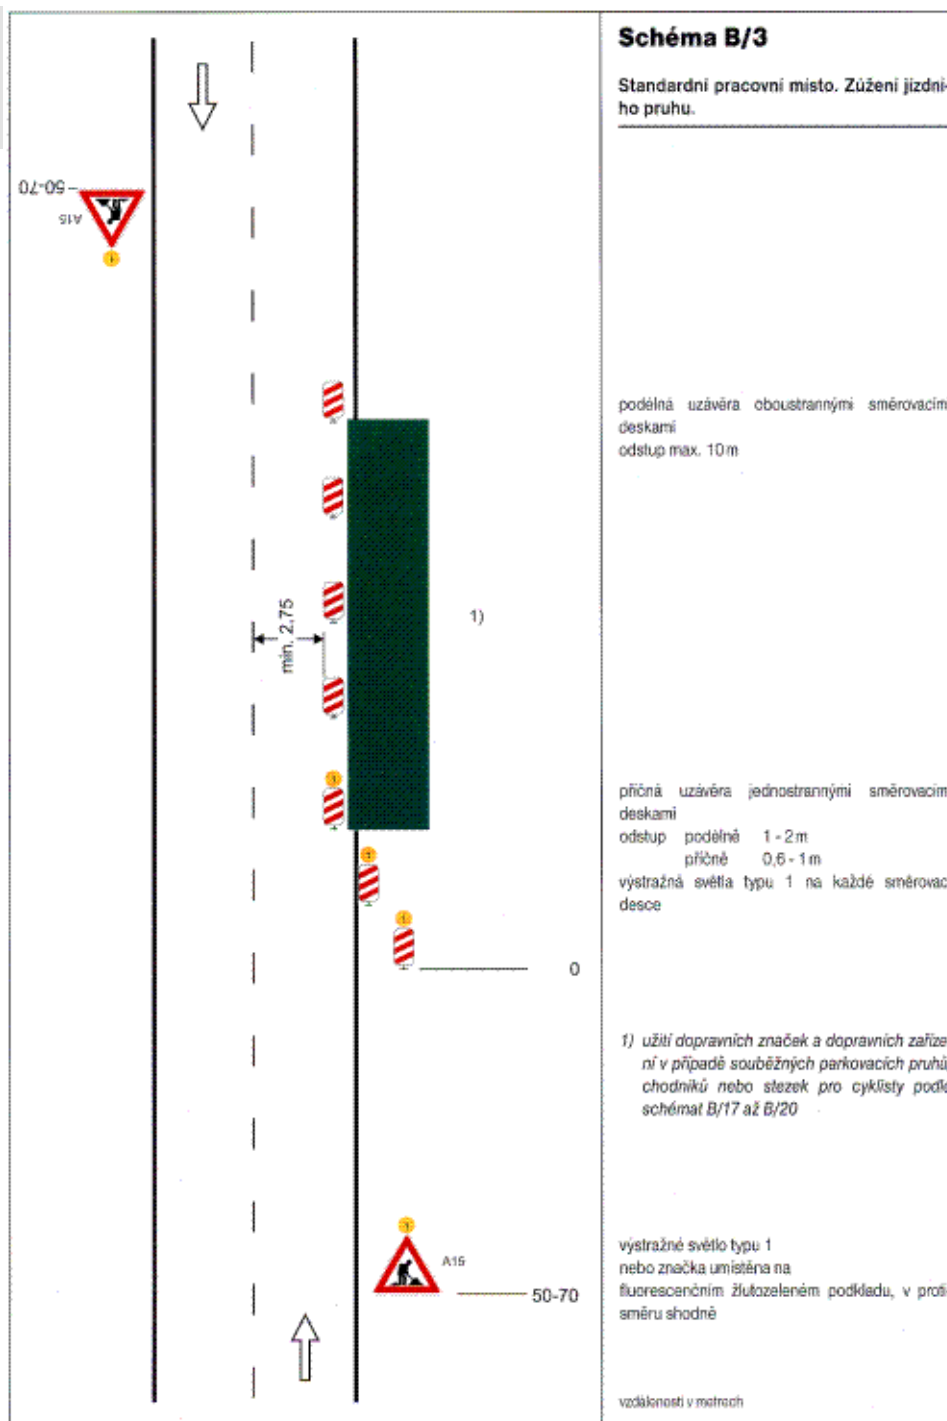 Schéma B/3
Standardní pracovní místo. Zúžení jízdní-
ho pruhu.
50-70
A15
podélná uzávěra oboustrannými směrovacím
deskami
odstup max. 10 m
min. 2,75
1)
příčná uzávěra jednostrannými směrovacím
deskami
odstup podélně 1 - 2 m
příčně 0,6 - 1 m
výstražná světla typu 1 na každé směrovac
desce
0
1) užití dopravních značek a dopravních zaříze
ní v případě souběžných parkovacích pruhů
chodníků nebo stezek pro cyklisty podle
schémat B/17 až B/20
A15
50-70
výstražné světlo typu 1
nebo značka umístěna na
fluorescenčním žlutozeleném podkladu, v proti
směru shodně
vzdálenosti v metrech